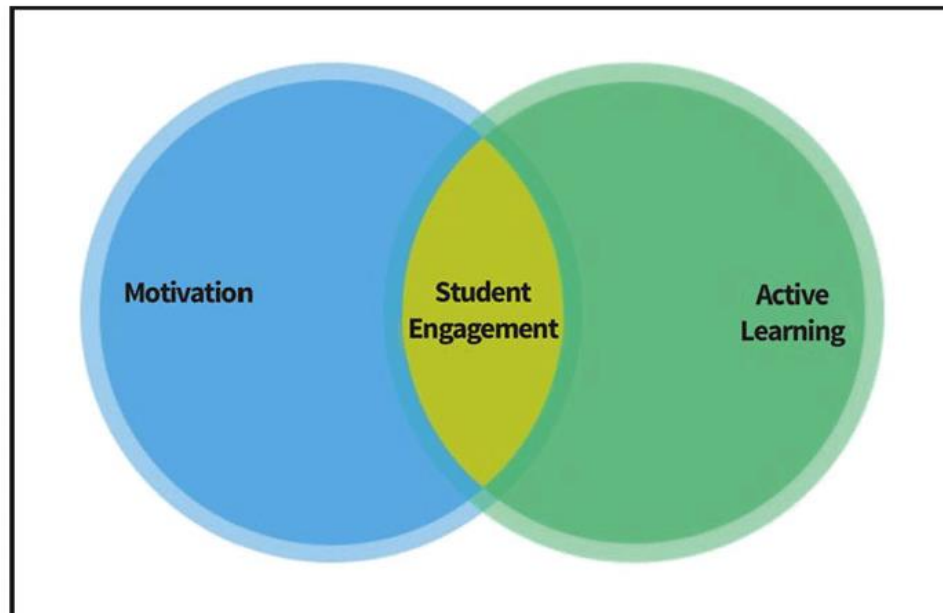 Motivation
Student
Engagement
Active
Learning